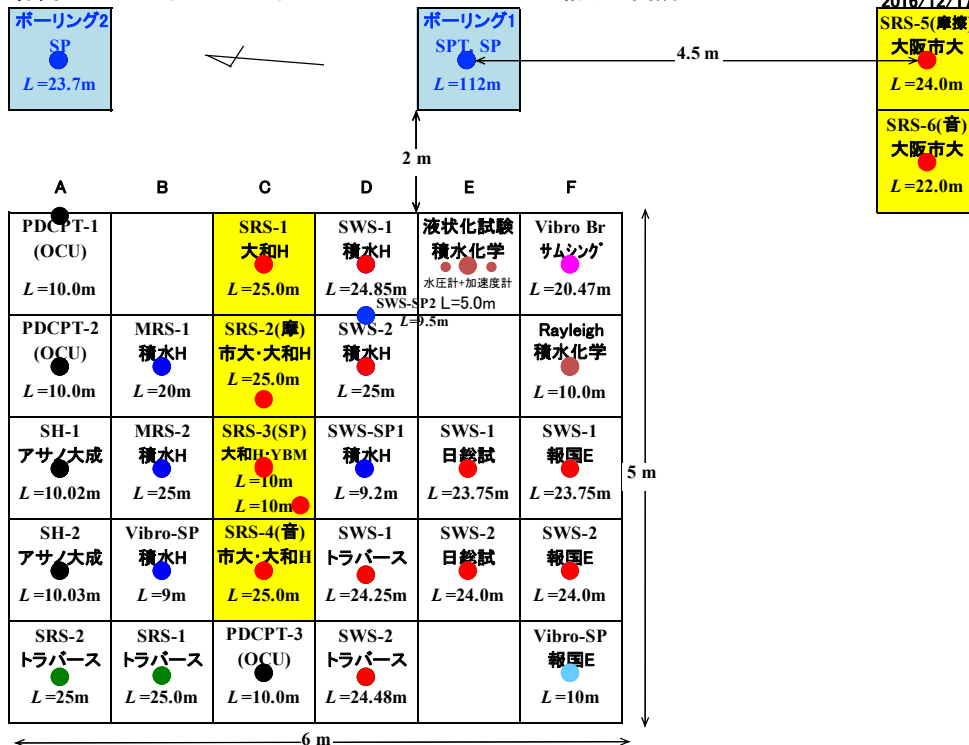 2016/12/17
ボーリング2
SP
L=23.7m
ボーリング1
SPT, SP
L=112m
4.5 m
SRS-5(摩擦)
大阪市大
L=24.0m
SRS-6(音)
大阪市大
L=22.0m
2 m
A B C D E F
PDCPT-1
(OCU)
L=10.0m
SRS-1
大和H
L=25.0m
SWS-1
積水H
L=24.85m
液状化試験
積水化学
水圧計+加速度計
L=5.0m
Vibro Br
サムシング
L=20.47m
SWS-SP2
L=9.5m
PDCPT-2
(OCU)
L=10.0m
MRS-1
積水H
L=20m
SRS-2(摩)
市大・大和H
L=25.0m
SWS-2
積水H
L=25m
Rayleigh
積水化学
L=10.0m
SH-1
アサノ大成
L=10.02m
MRS-2
積水H
L=25m
SRS-3(SP)
大和H・YBM
L=10m
L=10m
SWS-SP1
積水H
L=9.2m
SWS-1
日総試
L=23.75m
SWS-1
報国E
L=23.75m
5 m
SH-2
アサノ大成
L=10.03m
Vibro-SP
積水H
L=9m
SRS-4(音)
市大・大和H
L=25.0m
SWS-1
トラバース
L=24.25m
SWS-2
日総試
L=24.0m
SWS-2
報国E
L=24.0m
SRS-2
トラバース
L=25m
SRS-1
トラバース
L=25.0m
PDCPT-3
(OCU)
L=10.0m
SWS-2
トラバース
L=24.48m
Vibro-SP
報国E
L=10m
6 m